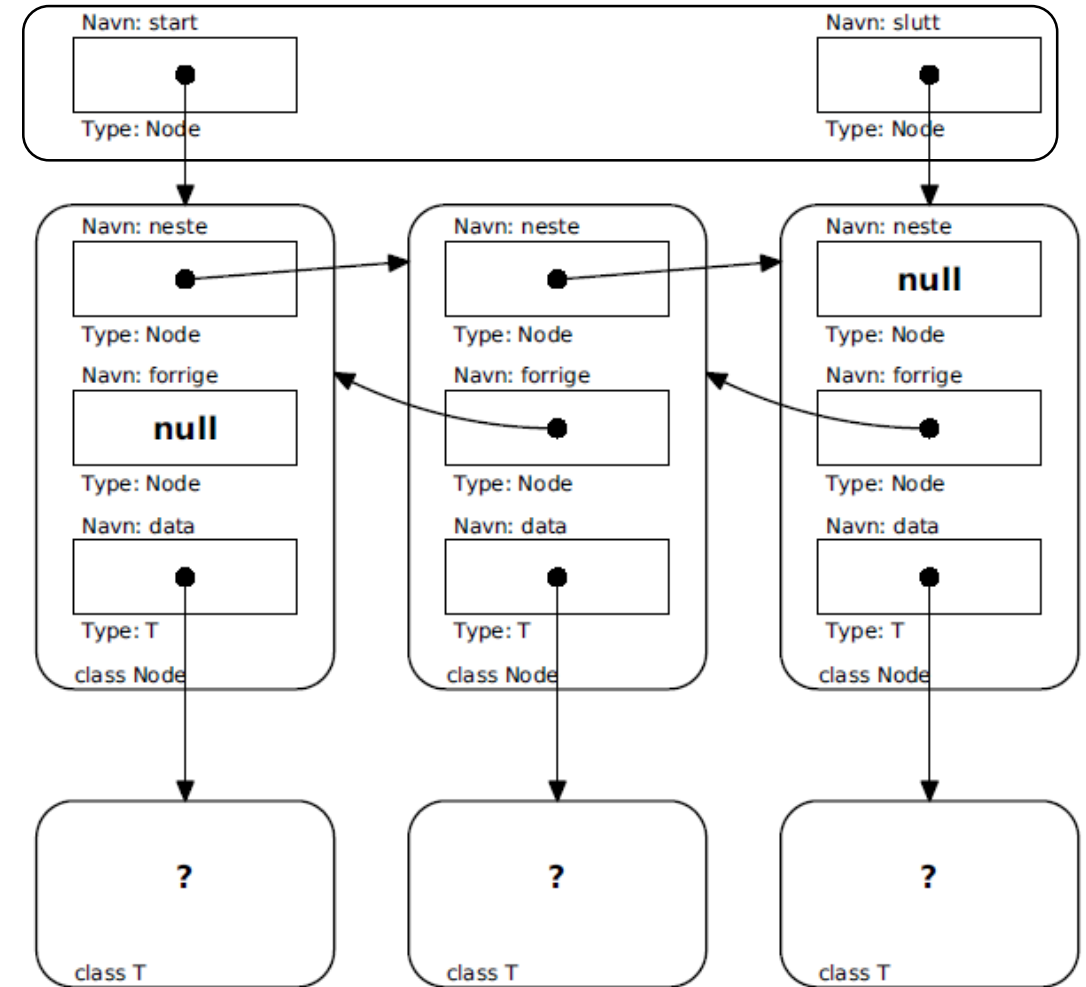 Navn: start
Navn: slutt
Type: Node
Type: Node
Navn: neste
Navn: neste
Navn: neste
null
Type: Node
Type: Node
Type: Node
Navn: forrige
Navn: forrige
Navn: forrige
null
Type: Node
Type: Node
Type: Node
Navn: data
Navn: data
Navn: data
Type: T
Type: T
Type: T
class Node
class Node
class Node
?
?
?
class T
class T
class T